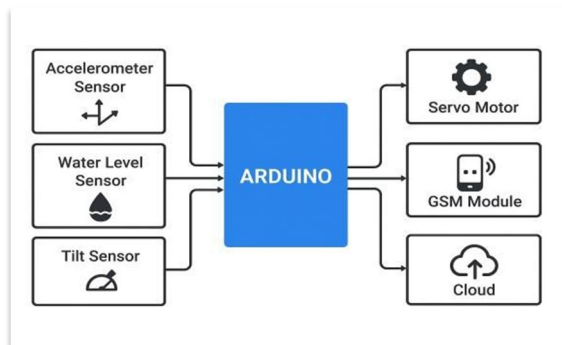 Accelerometer
Sensor
Water Level
Sensor
Tilt Sensor
ARDUINO
Servo Motor
GSM Module
Cloud